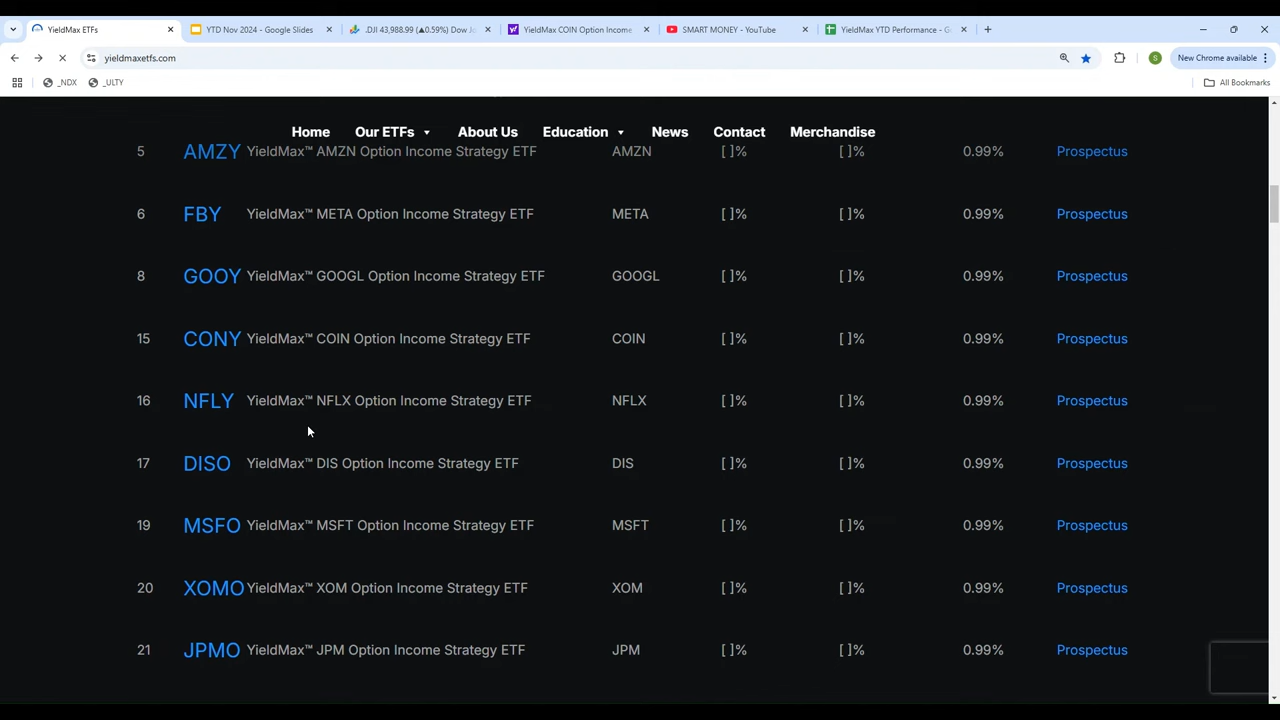 YieldMax ETFs
YTD Nov 2024 - Google Slides
.DJI 43,988.99 (▲0.59%) Dow Jo
YieldMax COIN Option Income
SMART MONEY - YouTube
YieldMax YTD Performance - G
yieldmaxetfs.com
S
New Chrome available
_NDX
_ULTY
All Bookmarks
Home Our ETFs About Us Education News Contact Merchandise
5 AMZY YieldMax™ AMZN Option Income Strategy ETF AMZN [ ]% [ ]% 0.99% Prospectus
6 FBY YieldMax™ META Option Income Strategy ETF META [ ]% [ ]% 0.99% Prospectus
8 GOOY YieldMax™ GOOGL Option Income Strategy ETF GOOGL [ ]% [ ]% 0.99% Prospectus
15 CONY YieldMax™ COIN Option Income Strategy ETF COIN [ ]% [ ]% 0.99% Prospectus
16 NFLY YieldMax™ NFLX Option Income Strategy ETF NFLX [ ]% [ ]% 0.99% Prospectus
17 DISO YieldMax™ DIS Option Income Strategy ETF DIS [ ]% [ ]% 0.99% Prospectus
19 MSFO YieldMax™ MSFT Option Income Strategy ETF MSFT [ ]% [ ]% 0.99% Prospectus
20 XOMO YieldMax™ XOM Option Income Strategy ETF XOM [ ]% [ ]% 0.99% Prospectus
21 JPMO YieldMax™ JPM Option Income Strategy ETF JPM [ ]% [ ]% 0.99% Prospectus